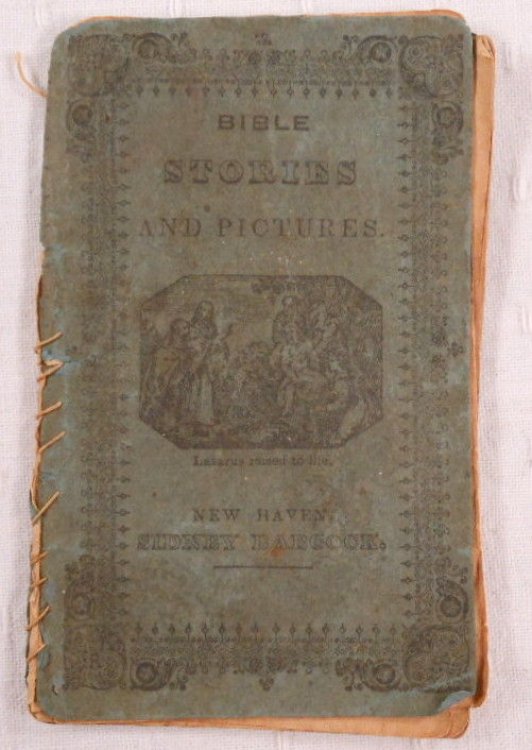 BIBLE
STORIES
AND PICTURES.
Lazarus raised to life.
NEW HAVEN.
SIDNEY BABCOCK.